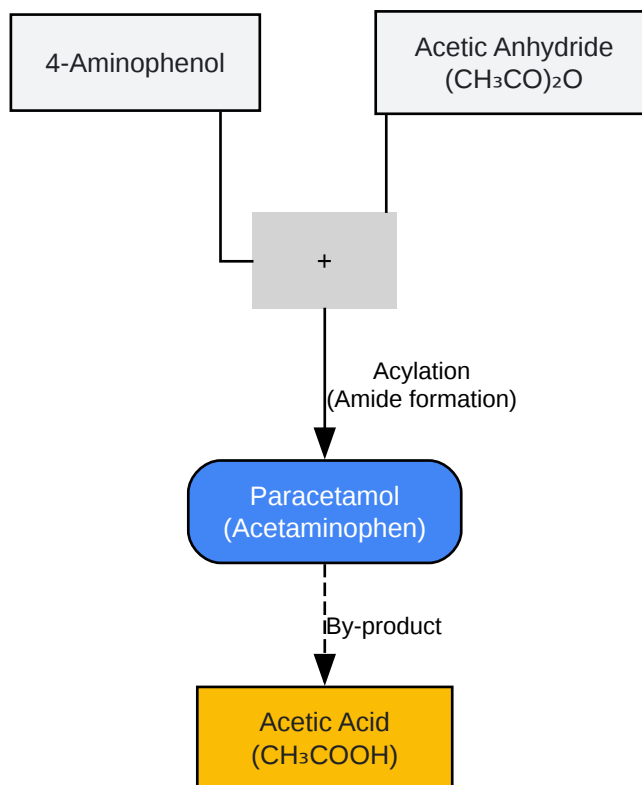 4-Aminophenol
Acetic Anhydride
(CH₃CO)₂O
+
Acylation
(Amide formation)
Paracetamol
(Acetaminophen)
By-product
Acetic Acid
(CH₃COOH)